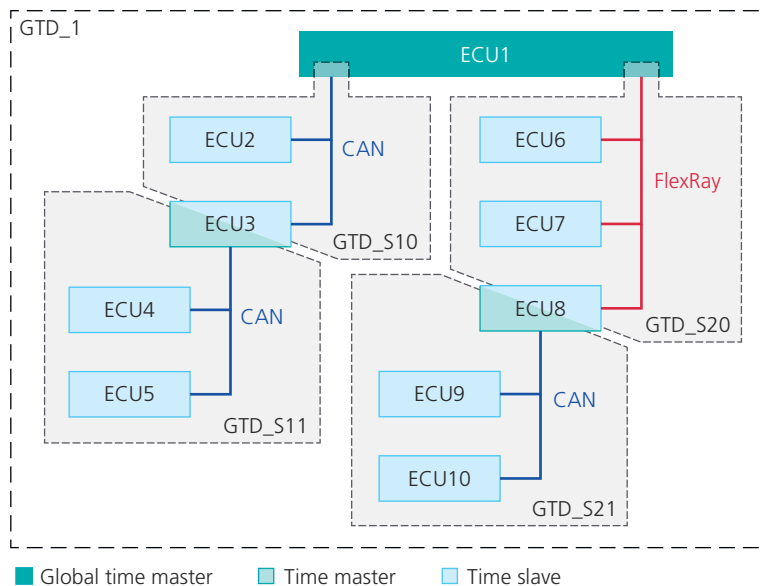 GTD_1
ECU1
ECU2
CAN
ECU6
FlexRay
ECU3
GTD_S10
ECU7
ECU4
CAN
ECU8
GTD_S20
ECU5
GTD_S11
ECU9
CAN
ECU10
GTD_S21
Global time master
Time master
Time slave